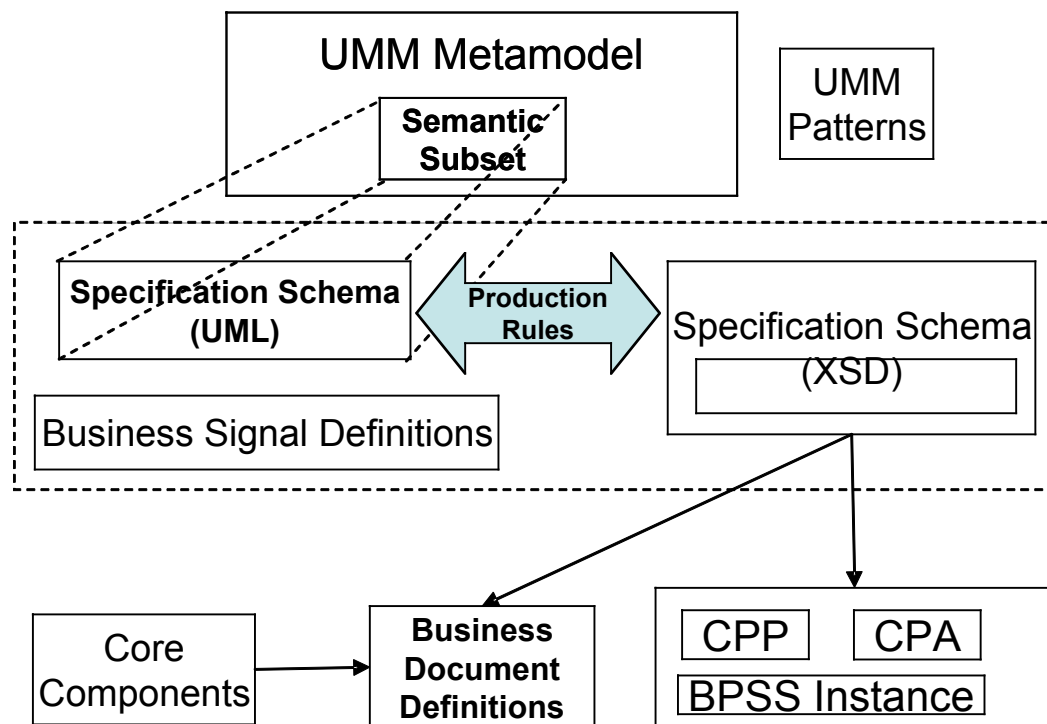 UMM Metamodel
Semantic
Subset
UMM
Patterns
Specification Schema
(UML)
Production
Rules
Specification Schema
(XSD)
Business Signal Definitions
Core
Components
Business
Document
Definitions
CPP
CPA
BPSS Instance